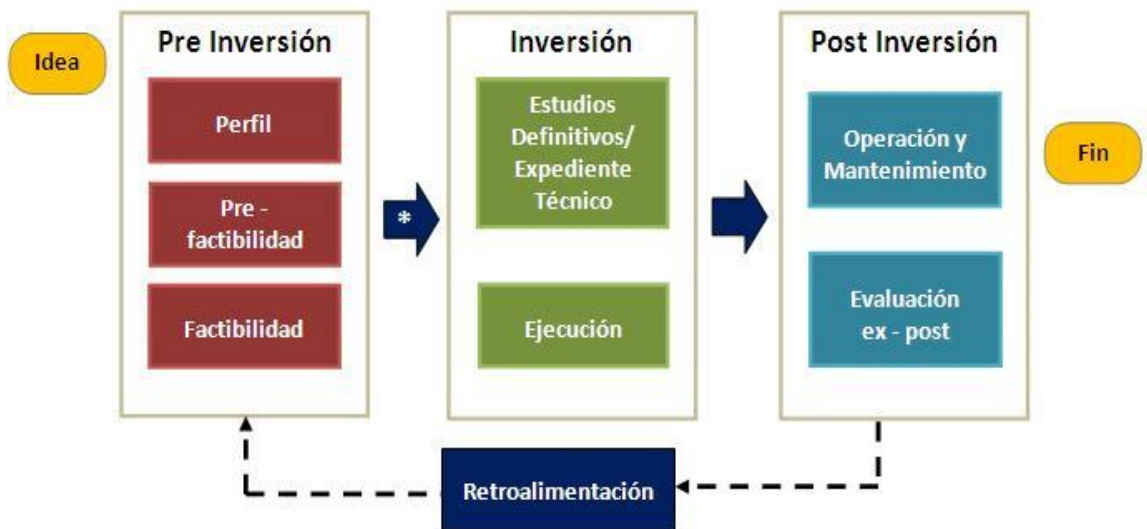 Idea
Pre Inversión
Perfil
Pre -
factibilidad
Factibilidad
*
Inversión
Estudios
Definitivos/
Expediente
Técnico
Ejecución
Post Inversión
Operación y
Mantenimiento
Evaluación
ex - post
Fin
Retroalimentación